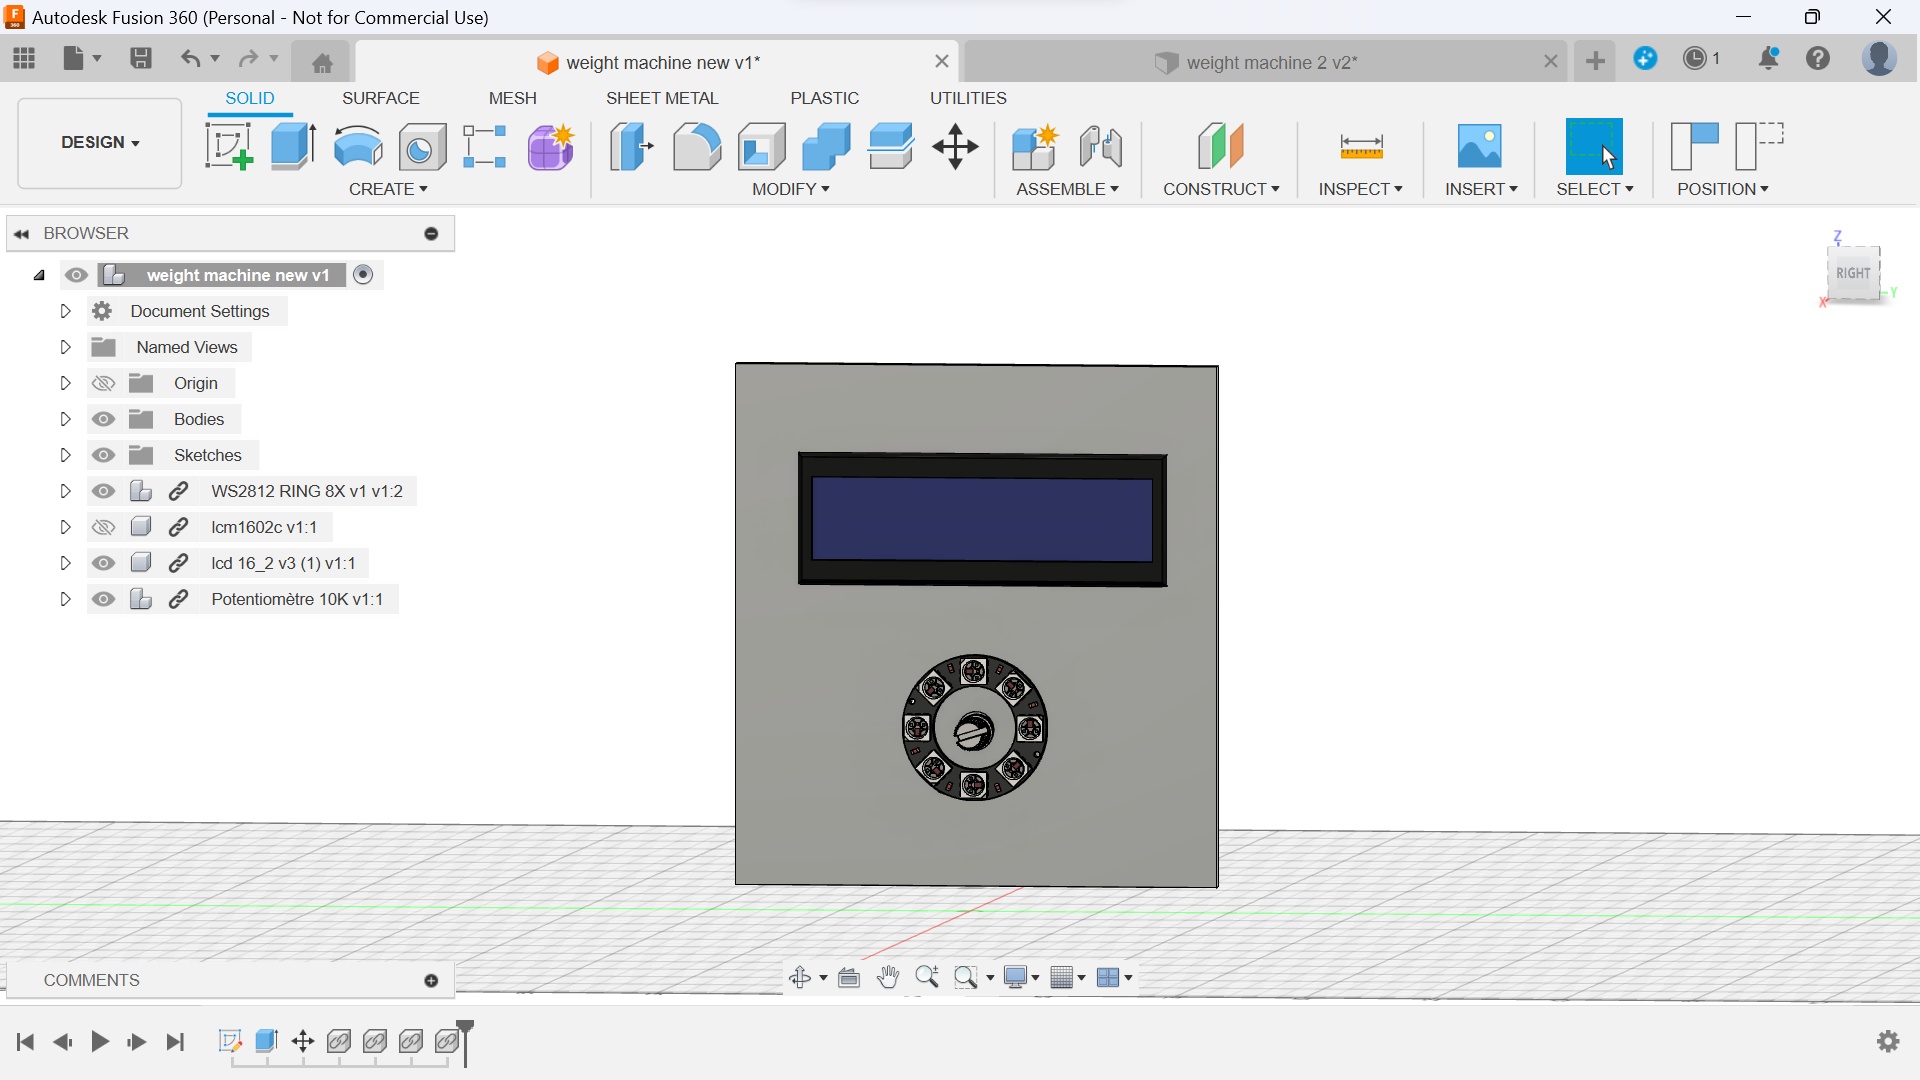 Autodesk Fusion 360 (Personal - Not for Commercial Use)
weight machine new v1*
weight machine 2 v2*
1
DESIGN
SOLID
SURFACE
MESH
SHEET METAL
PLASTIC
UTILITIES
CREATE
MODIFY
ASSEMBLE
CONSTRUCT
INSPECT
INSERT
SELECT
POSITION
BROWSER
weight machine new v1
Document Settings
Named Views
Origin
Bodies
Sketches
WS2812 RING 8X v1 v1:2
lcm1602c v1:1
lcd 16_2 v3 (1) v1:1
Potentiomètre 10K v1:1
Z
RIGHT
X
Y
COMMENTS